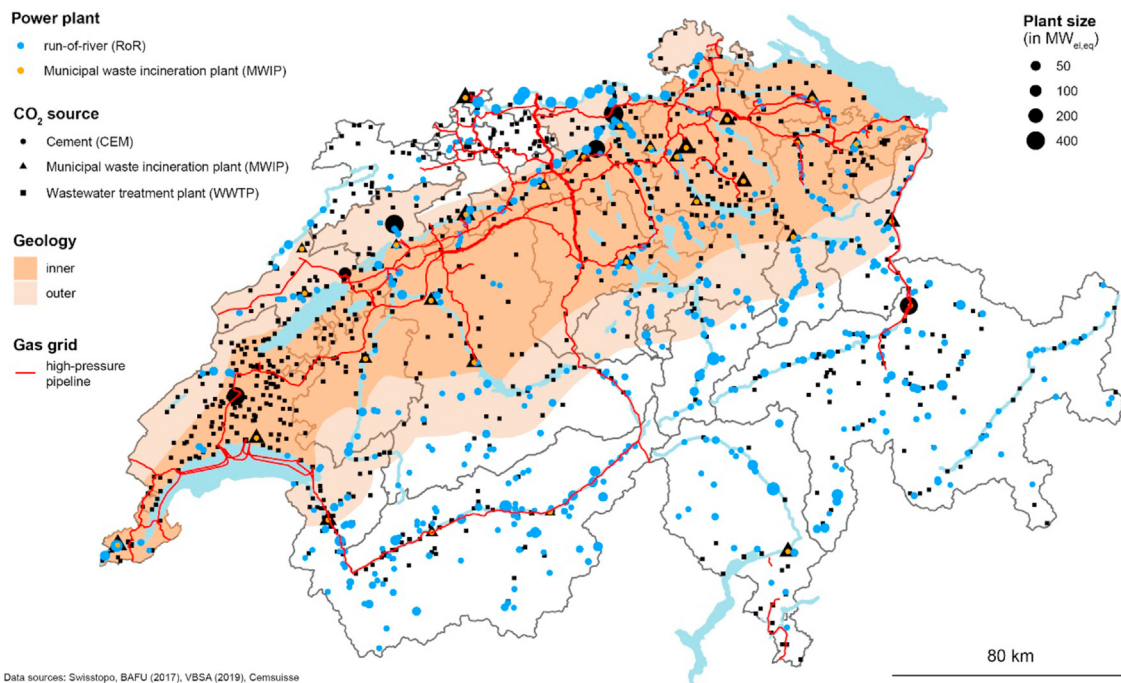 Power plant
run-of-river (RoR)
Municipal waste incineration plant (MWIP)
CO₂ source
Cement (CEM)
Municipal waste incineration plant (MWIP)
Wastewater treatment plant (WWTP)
Geology
inner
outer
Gas grid
high-pressure
pipeline
Plant size
(in MWel,eq)
50
100
200
400
80 km
Data sources: Swisstopo, BAFU (2017), VBSA (2019), Cemsuisse